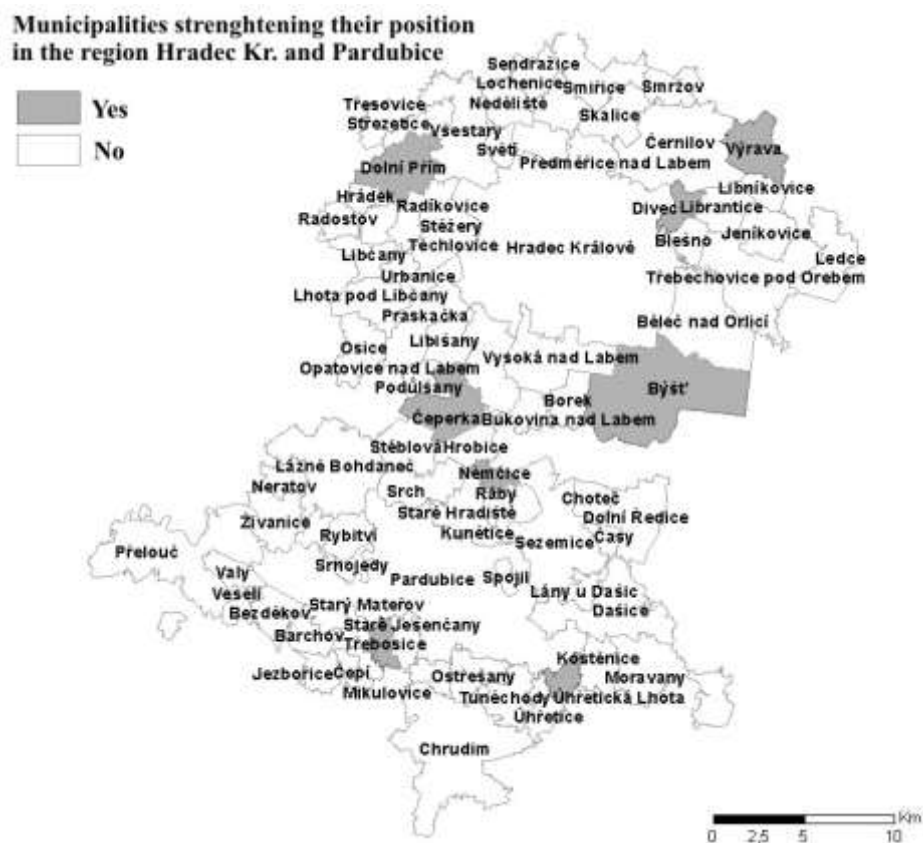 Municipalities strenghtening their position
in the region Hradec Kr. and Pardubice
Yes
No
Sendražice
Lochenice
Smiřice
Smržov
Třesovice
Neděliště
Skalice
Střezetice
Všestary
Světí
Černilov
Výrava
Předměřice nad Labem
Dolní Přím
Libníkovice
Hrádek
Radíkovice
Divec
Librantice
Radostov
Stěžery
Jeníkovice
Blešno
Těchlovice
Hradec Králové
Libčany
Ledce
Urbanice
Třebechovice pod Orebem
Lhota pod Libčany
Praskačka
Běleč nad Orlicí
Libišany
Osice
Vysoká nad Labem
Opatovice nad Labem
Podůlšany
Býšť
Borek
Čeperka
Bukovina nad Labem
Stéblová
Hrobice
Lázně Bohdaneč
Němčice
Neratov
Srch
Ráby
Choteč
Staré Hradiště
Dolní Ředice
Živanice
Rybitví
Kunětice
Sezemice
Časy
Přelouč
Srnojedy
Valy
Pardubice
Spojil
Veselí
Lány u Dašic
Bezděkov
Starý Mateřov
Dašice
Staré Jesenčany
Barchov
Třebosice
Kostěnice
Jezbořice
Čepí
Ostřešany
Moravany
Mikulovice
Tuněchody
Úhřetická Lhota
Úhřetice
Chrudim
Km
0 2,5 5 10